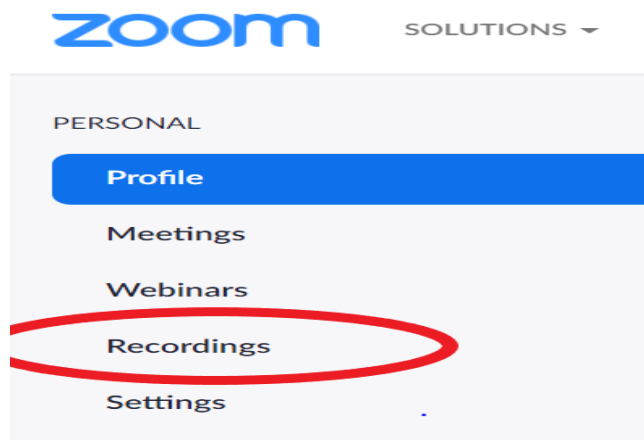 zoom SOLUTIONS
PERSONAL
Profile
Meetings
Webinars
Recordings
Settings